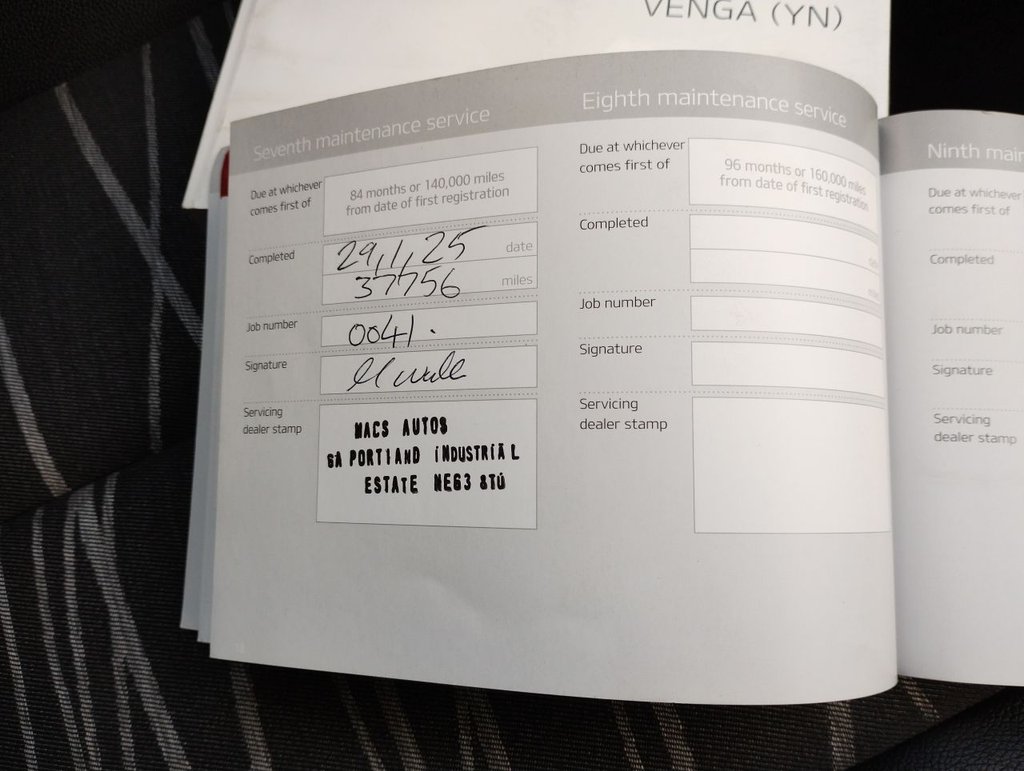 VENGA (YN)
Seventh maintenance service
Due at whichever
comes first of
84 months or 140,000 miles
from date of first registration
Completed
29,1,25 date
37756 miles
Job number
0041.
Signature
Servicing
dealer stamp
MACS AUTOS
6A PORTLAND INDUSTRIAL
ESTATE NE63 8TU
Eighth maintenance service
Due at whichever
comes first of
96 months or 160,000 miles
from date of first registration
Completed
date
miles
Job number
Signature
Servicing
dealer stamp
Ninth main
Due at whichever
comes first of
Completed
Job number
Signature
Servicing
dealer stamp